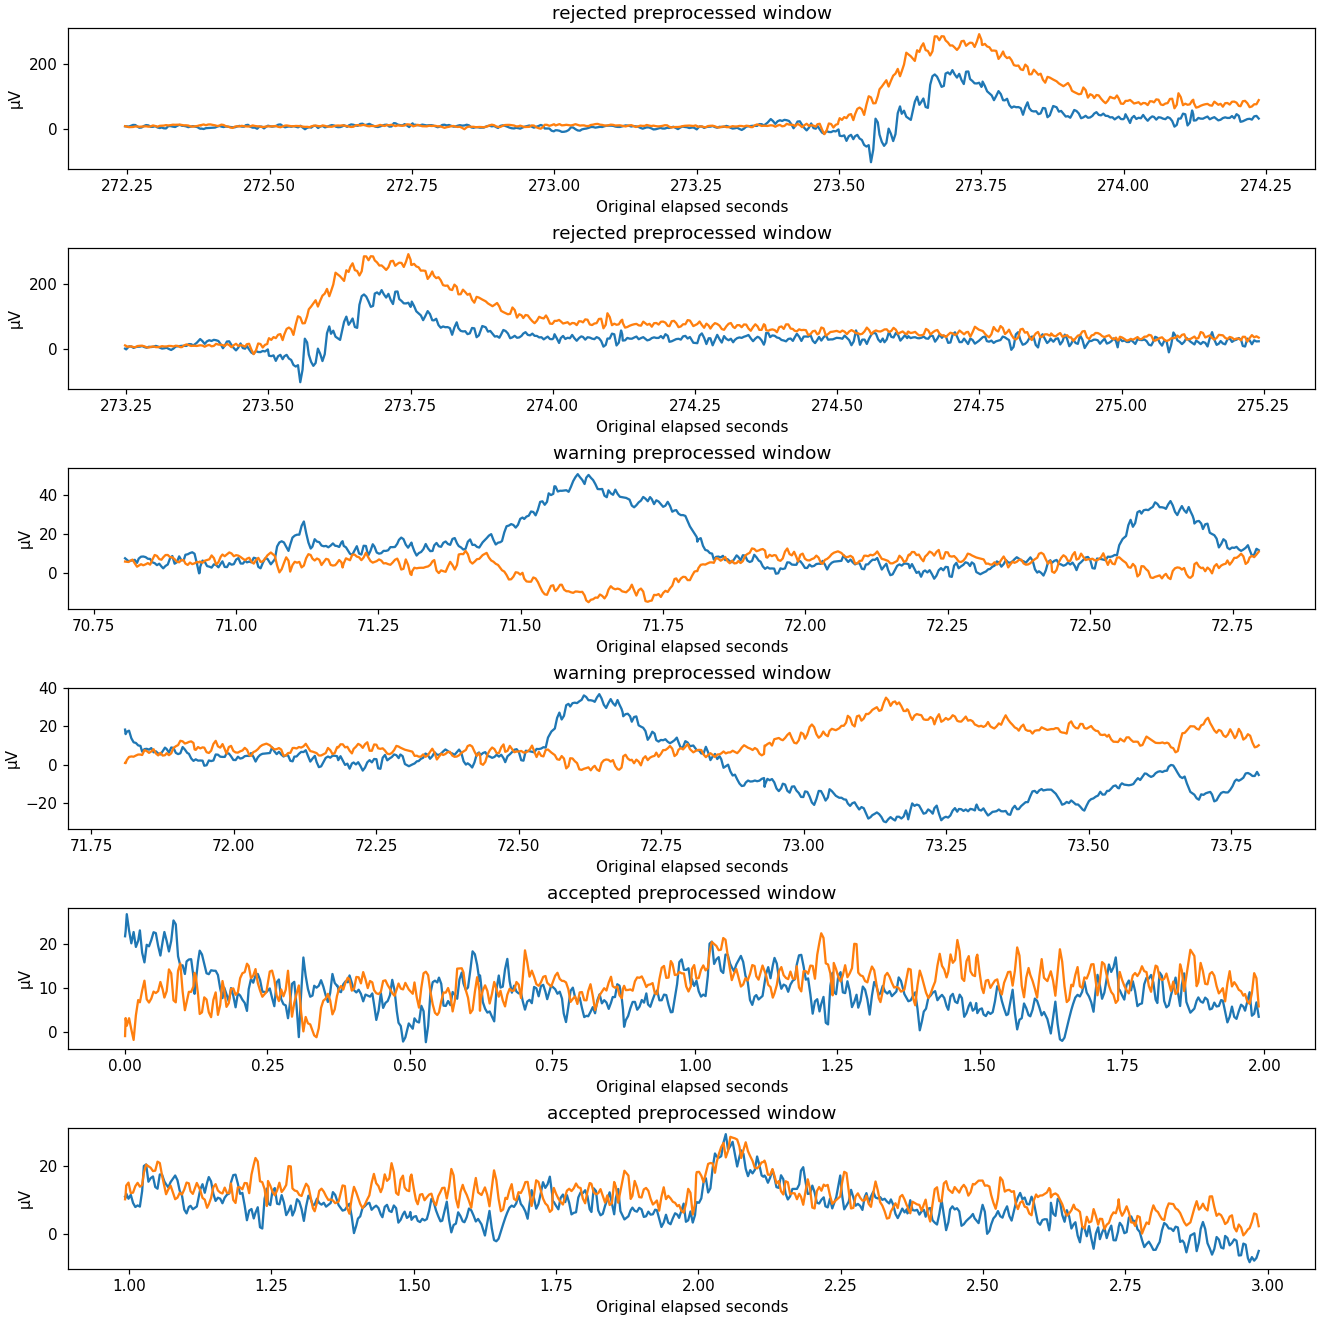 rejected preprocessed window
200
0
µV
272.25 272.50 272.75 273.00 273.25 273.50 273.75 274.00 274.25
Original elapsed seconds
rejected preprocessed window
200
0
µV
273.25 273.50 273.75 274.00 274.25 274.50 274.75 275.00 275.25
Original elapsed seconds
warning preprocessed window
40
20
0
µV
70.75 71.00 71.25 71.50 71.75 72.00 72.25 72.50 72.75
Original elapsed seconds
warning preprocessed window
40
20
0
−20
µV
71.75 72.00 72.25 72.50 72.75 73.00 73.25 73.50 73.75
Original elapsed seconds
accepted preprocessed window
20
10
0
µV
0.00 0.25 0.50 0.75 1.00 1.25 1.50 1.75 2.00
Original elapsed seconds
accepted preprocessed window
20
0
µV
1.00 1.25 1.50 1.75 2.00 2.25 2.50 2.75 3.00
Original elapsed seconds